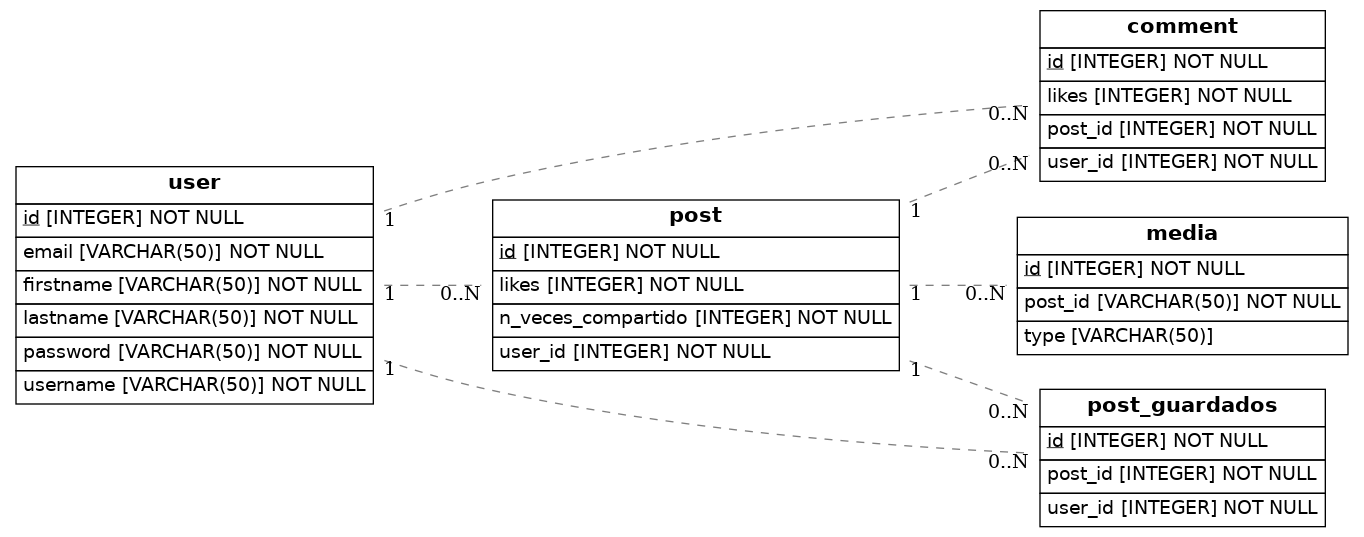 user
id [INTEGER] NOT NULL
email [VARCHAR(50)] NOT NULL
firstname [VARCHAR(50)] NOT NULL
lastname [VARCHAR(50)] NOT NULL
password [VARCHAR(50)] NOT NULL
username [VARCHAR(50)] NOT NULL
1
1
1
0..N
post
id [INTEGER] NOT NULL
likes [INTEGER] NOT NULL
n_veces_compartido [INTEGER] NOT NULL
user_id [INTEGER] NOT NULL
1
1
1
0..N
0..N
0..N
0..N
0..N
comment
id [INTEGER] NOT NULL
likes [INTEGER] NOT NULL
post_id [INTEGER] NOT NULL
user_id [INTEGER] NOT NULL
media
id [INTEGER] NOT NULL
post_id [VARCHAR(50)] NOT NULL
type [VARCHAR(50)]
post_guardados
id [INTEGER] NOT NULL
post_id [INTEGER] NOT NULL
user_id [INTEGER] NOT NULL